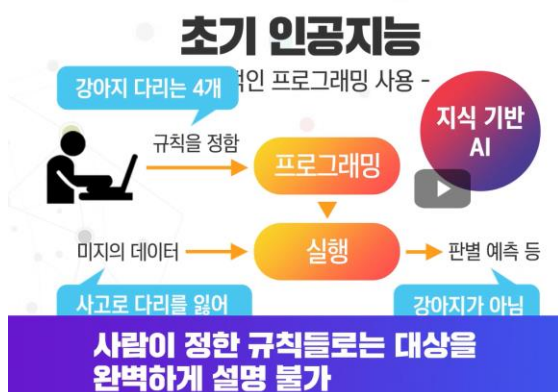 초기 인공지능
적인 프로그래밍 사용 -
강아지 다리는 4개
지식 기반
AI
규칙을 정함
프로그래밍
미지의 데이터
실행
판별 예측 등
사고로 다리를 잃어
강아지가 아님
사람이 정한 규칙들로는 대상을
완벽하게 설명 불가